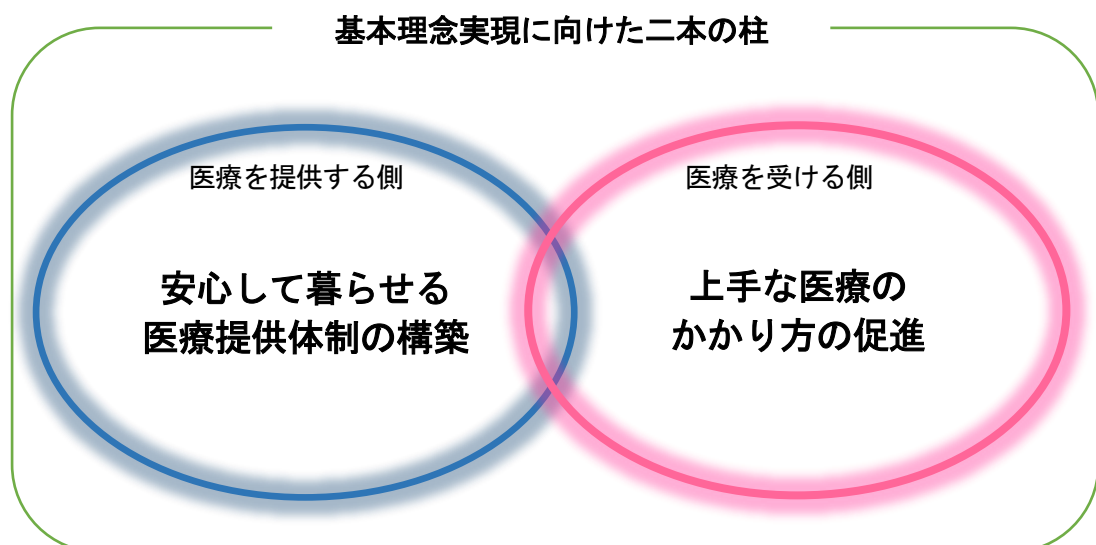 基本理念実現に向けた二本の柱
医療を提供する側
安心して暮らせる
医療提供体制の構築
医療を受ける側
上手な医療の
かかり方の促進